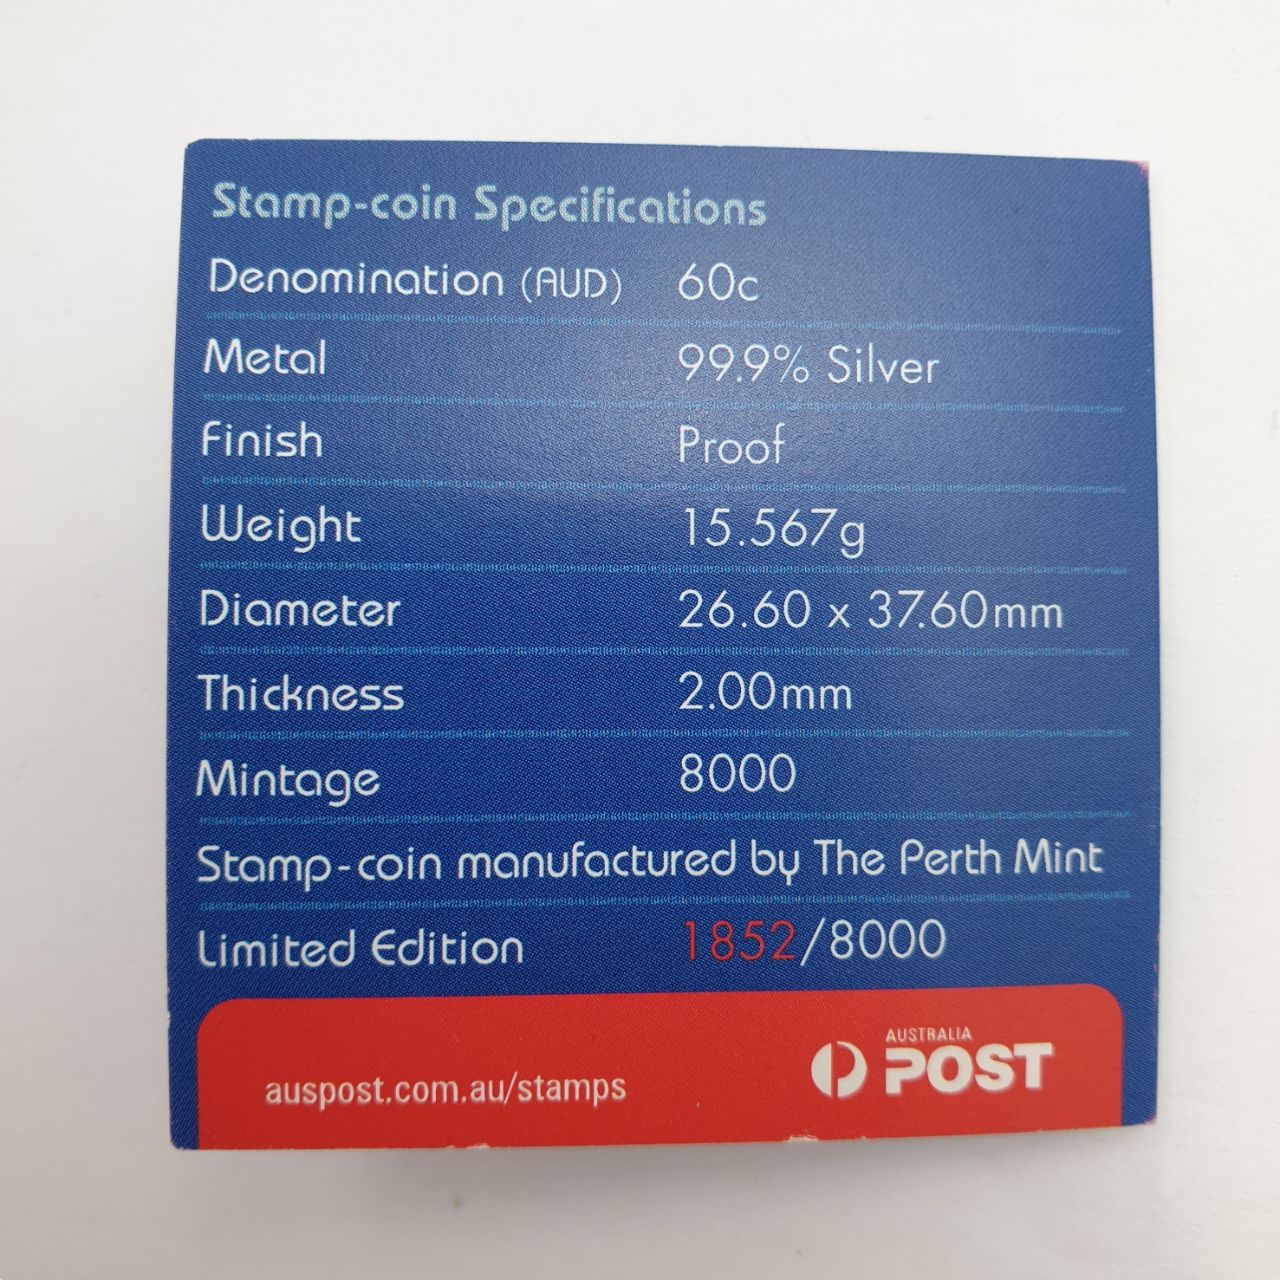 Stamp-coin Specifications
Denomination (AUD) 60c
Metal 99.9% Silver
Finish Proof
Weight 15.567g
Diameter 26.60 x 37.60mm
Thickness 2.00mm
Mintage 8000
Stamp-coin manufactured by The Perth Mint
Limited Edition 1852/8000
auspost.com.au/stamps
AUSTRALIA
POST